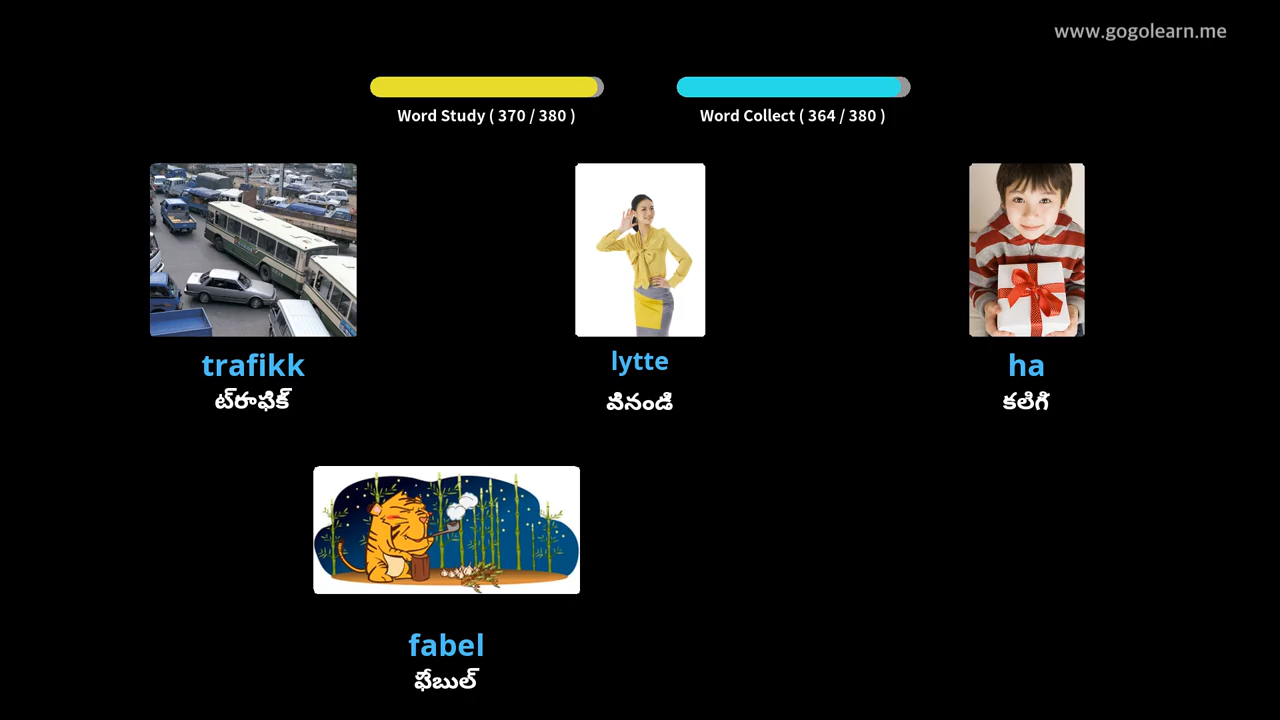 www.gogolearn.me
Word Study ( 370 / 380 )
Word Collect ( 364 / 380 )
trafikk
ట్రాఫిక్
lytte
వినండి
ha
కలిగి
fabel
ఫేబుల్